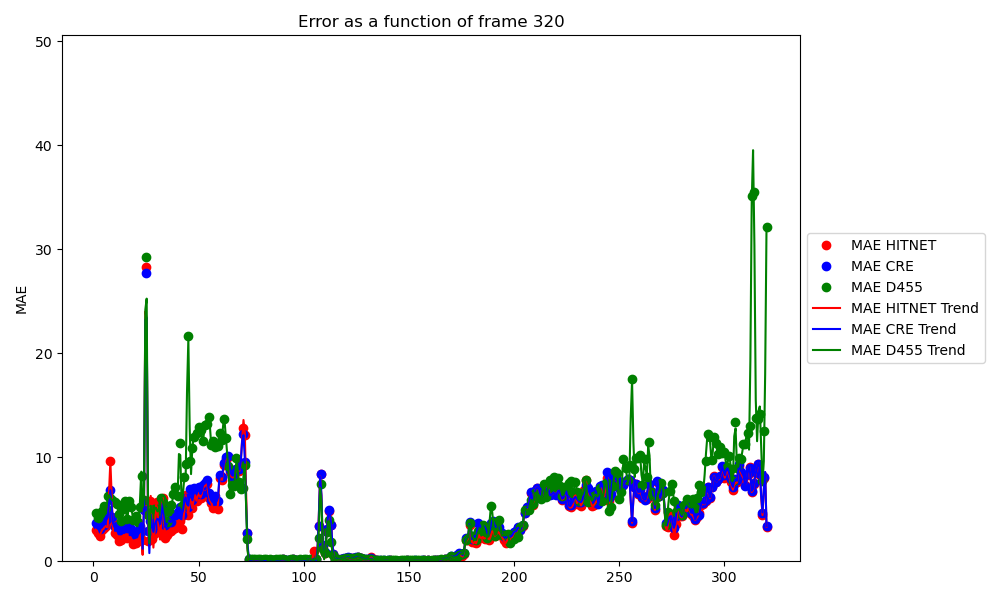 Error as a function of frame 320
50
40
30
20
10
0
MAE
0 50 100 150 200 250 300
MAE HITNET
MAE CRE
MAE D455
MAE HITNET Trend
MAE CRE Trend
MAE D455 Trend